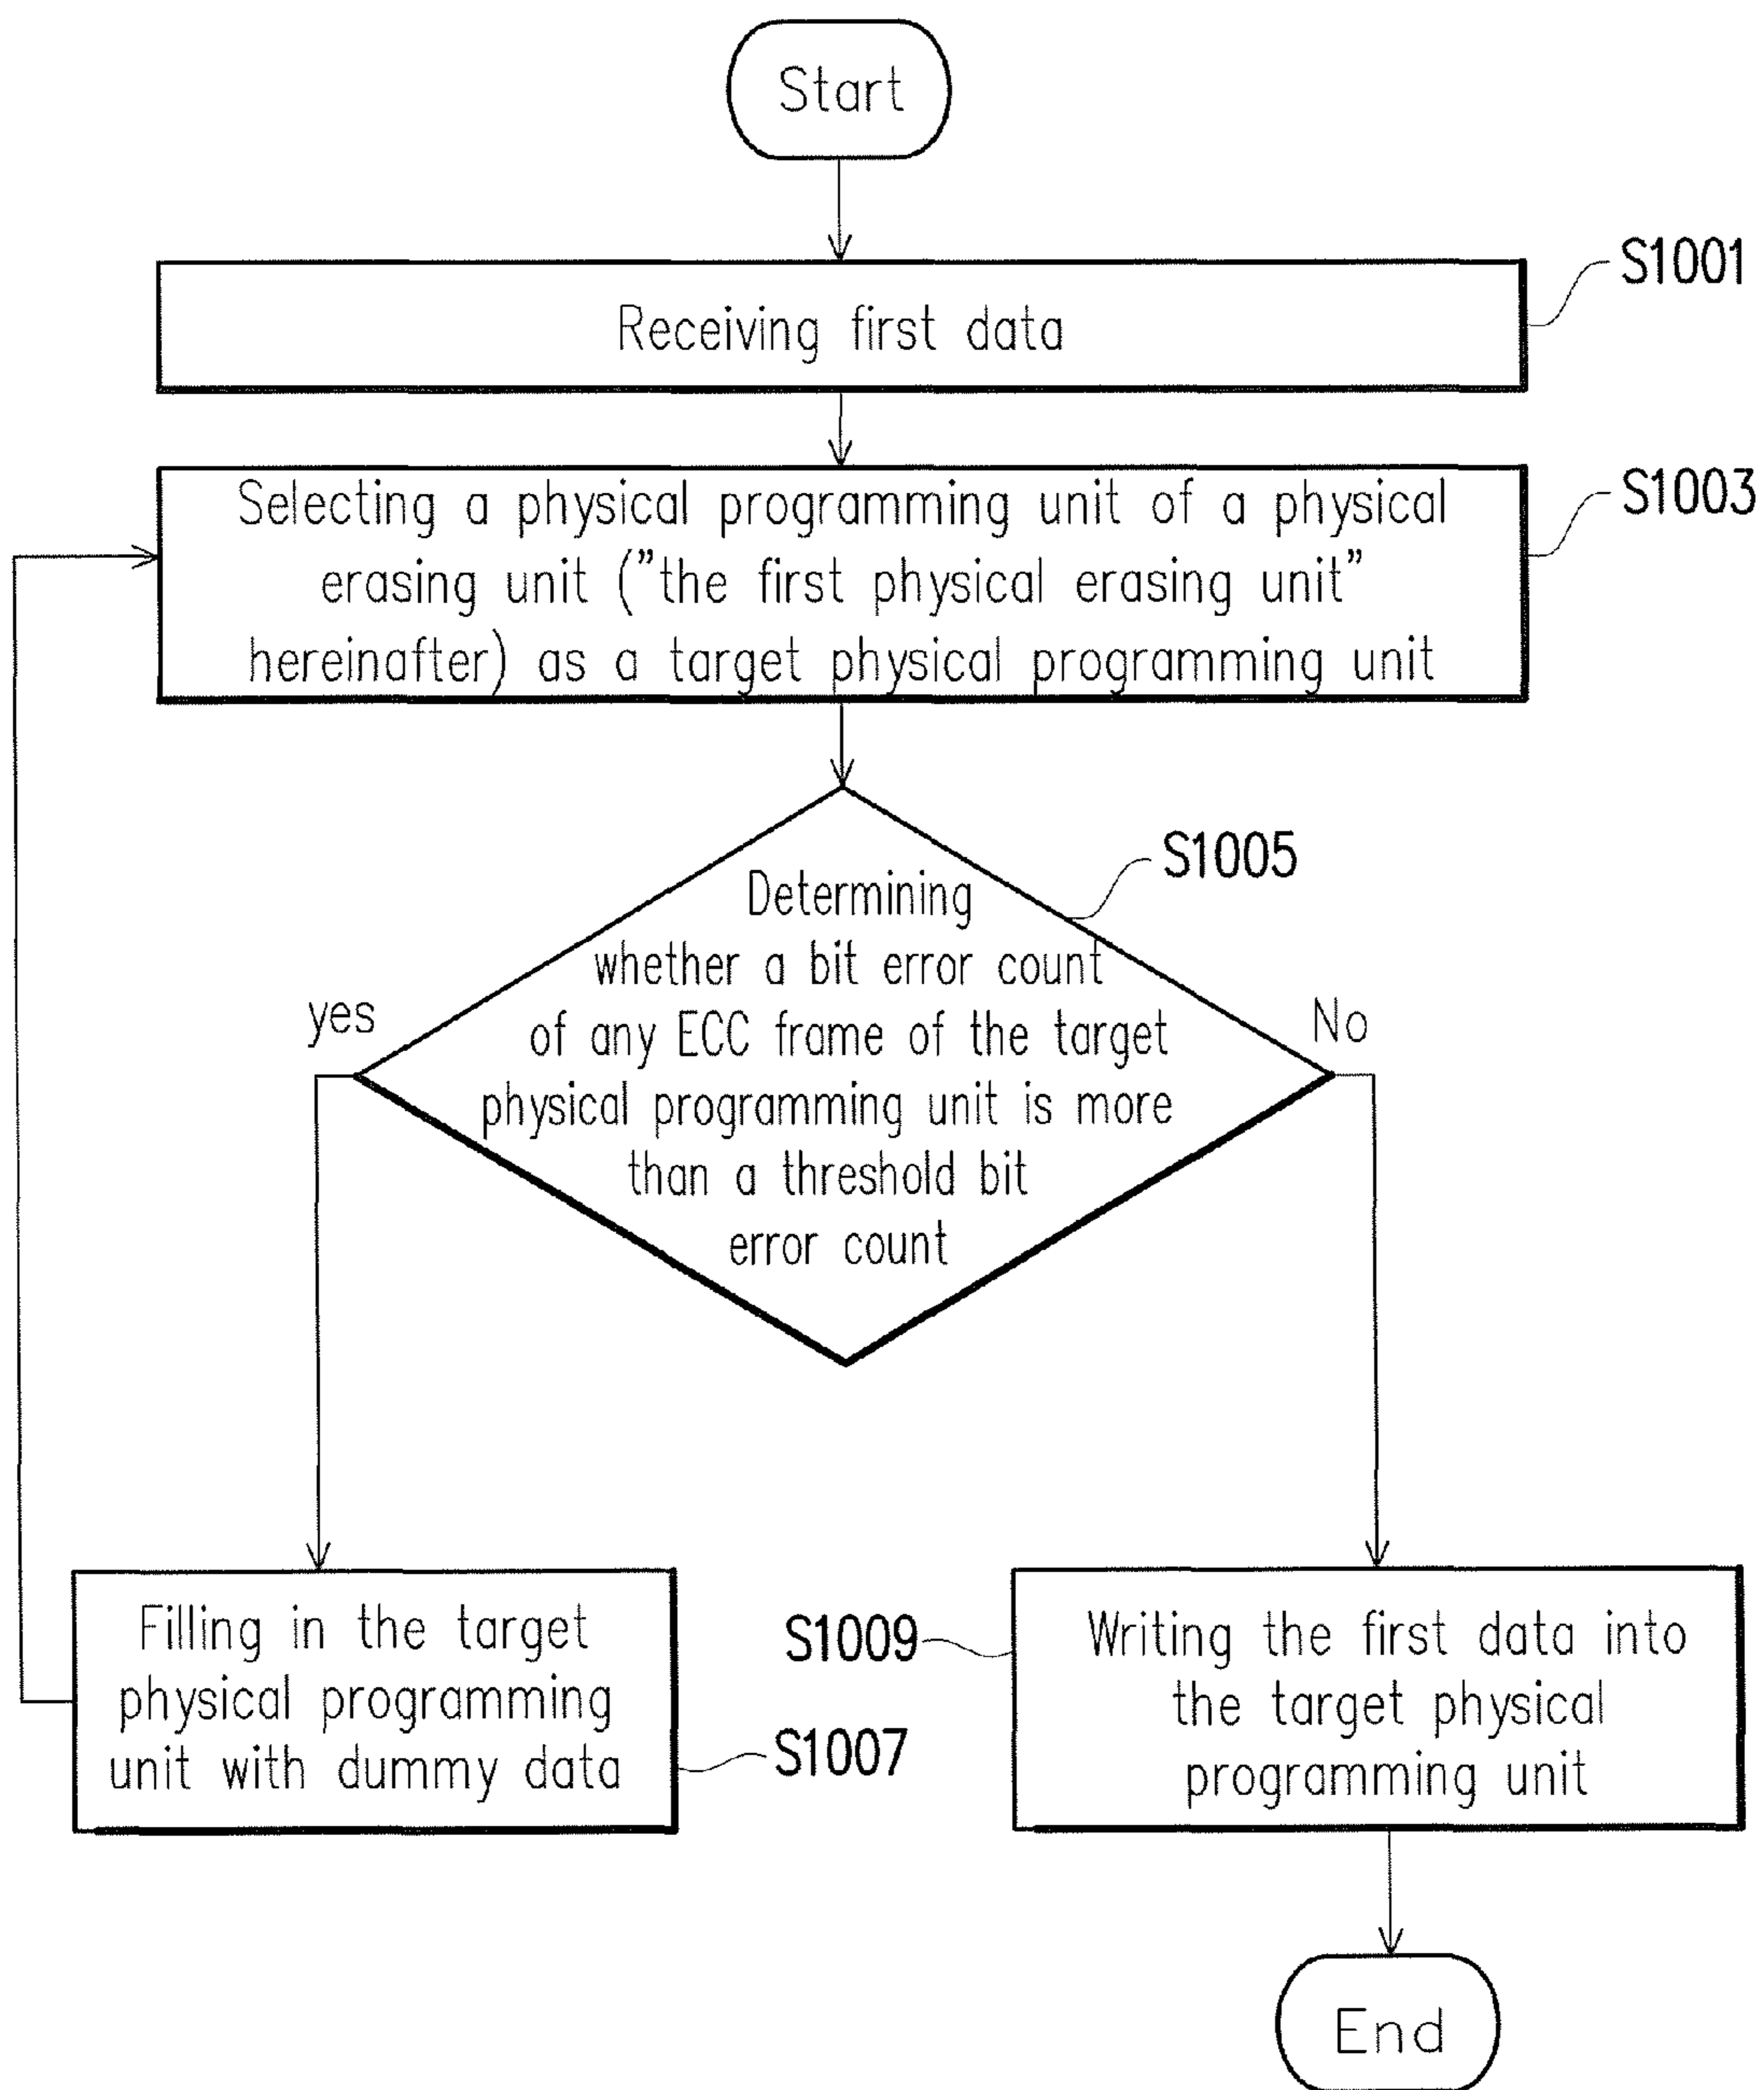 Start
Receiving first data
S1001
Selecting a physical programming unit of a physical
erasing unit ("the first physical erasing unit"
hereinafter) as a target physical programming unit
S1003
Determining
whether a bit error count
of any ECC frame of the target
physical programming unit is more
than a threshold bit
error count
S1005
yes
No
Filling in the target
physical programming
unit with dummy data
S1007
S1009
Writing the first data into
the target physical
programming unit
End